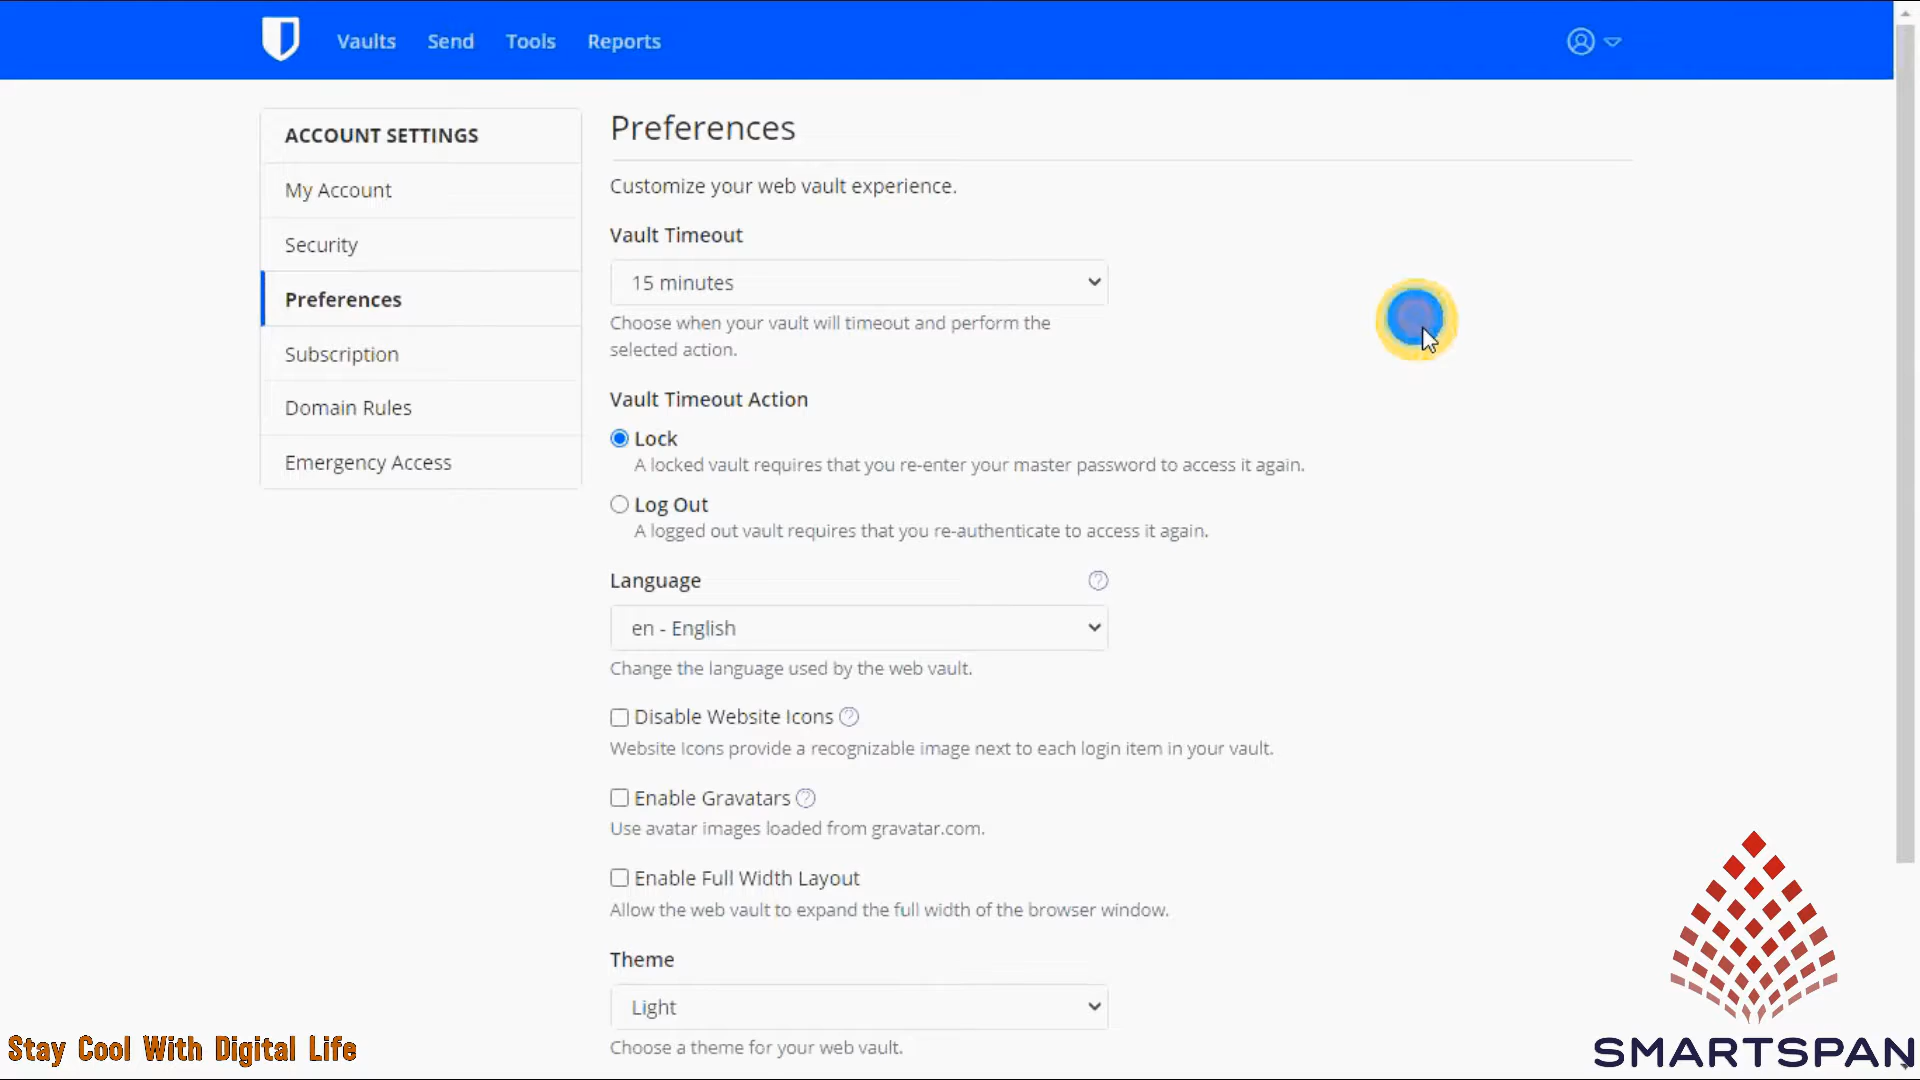 Vaults Send Tools Reports
ACCOUNT SETTINGS
My Account
Security
Preferences
Subscription
Domain Rules
Emergency Access
Preferences
Customize your web vault experience.
Vault Timeout
15 minutes
Choose when your vault will timeout and perform the
selected action.
Vault Timeout Action
Lock
A locked vault requires that you re-enter your master password to access it again.
Log Out
A logged out vault requires that you re-authenticate to access it again.
Language
en - English
Change the language used by the web vault.
Disable Website Icons
Website Icons provide a recognizable image next to each login item in your vault.
Enable Gravatars
Use avatar images loaded from gravatar.com.
Enable Full Width Layout
Allow the web vault to expand the full width of the browser window.
Theme
Light
Choose a theme for your web vault.
Stay Cool With Digital Life
SMARTSPAN